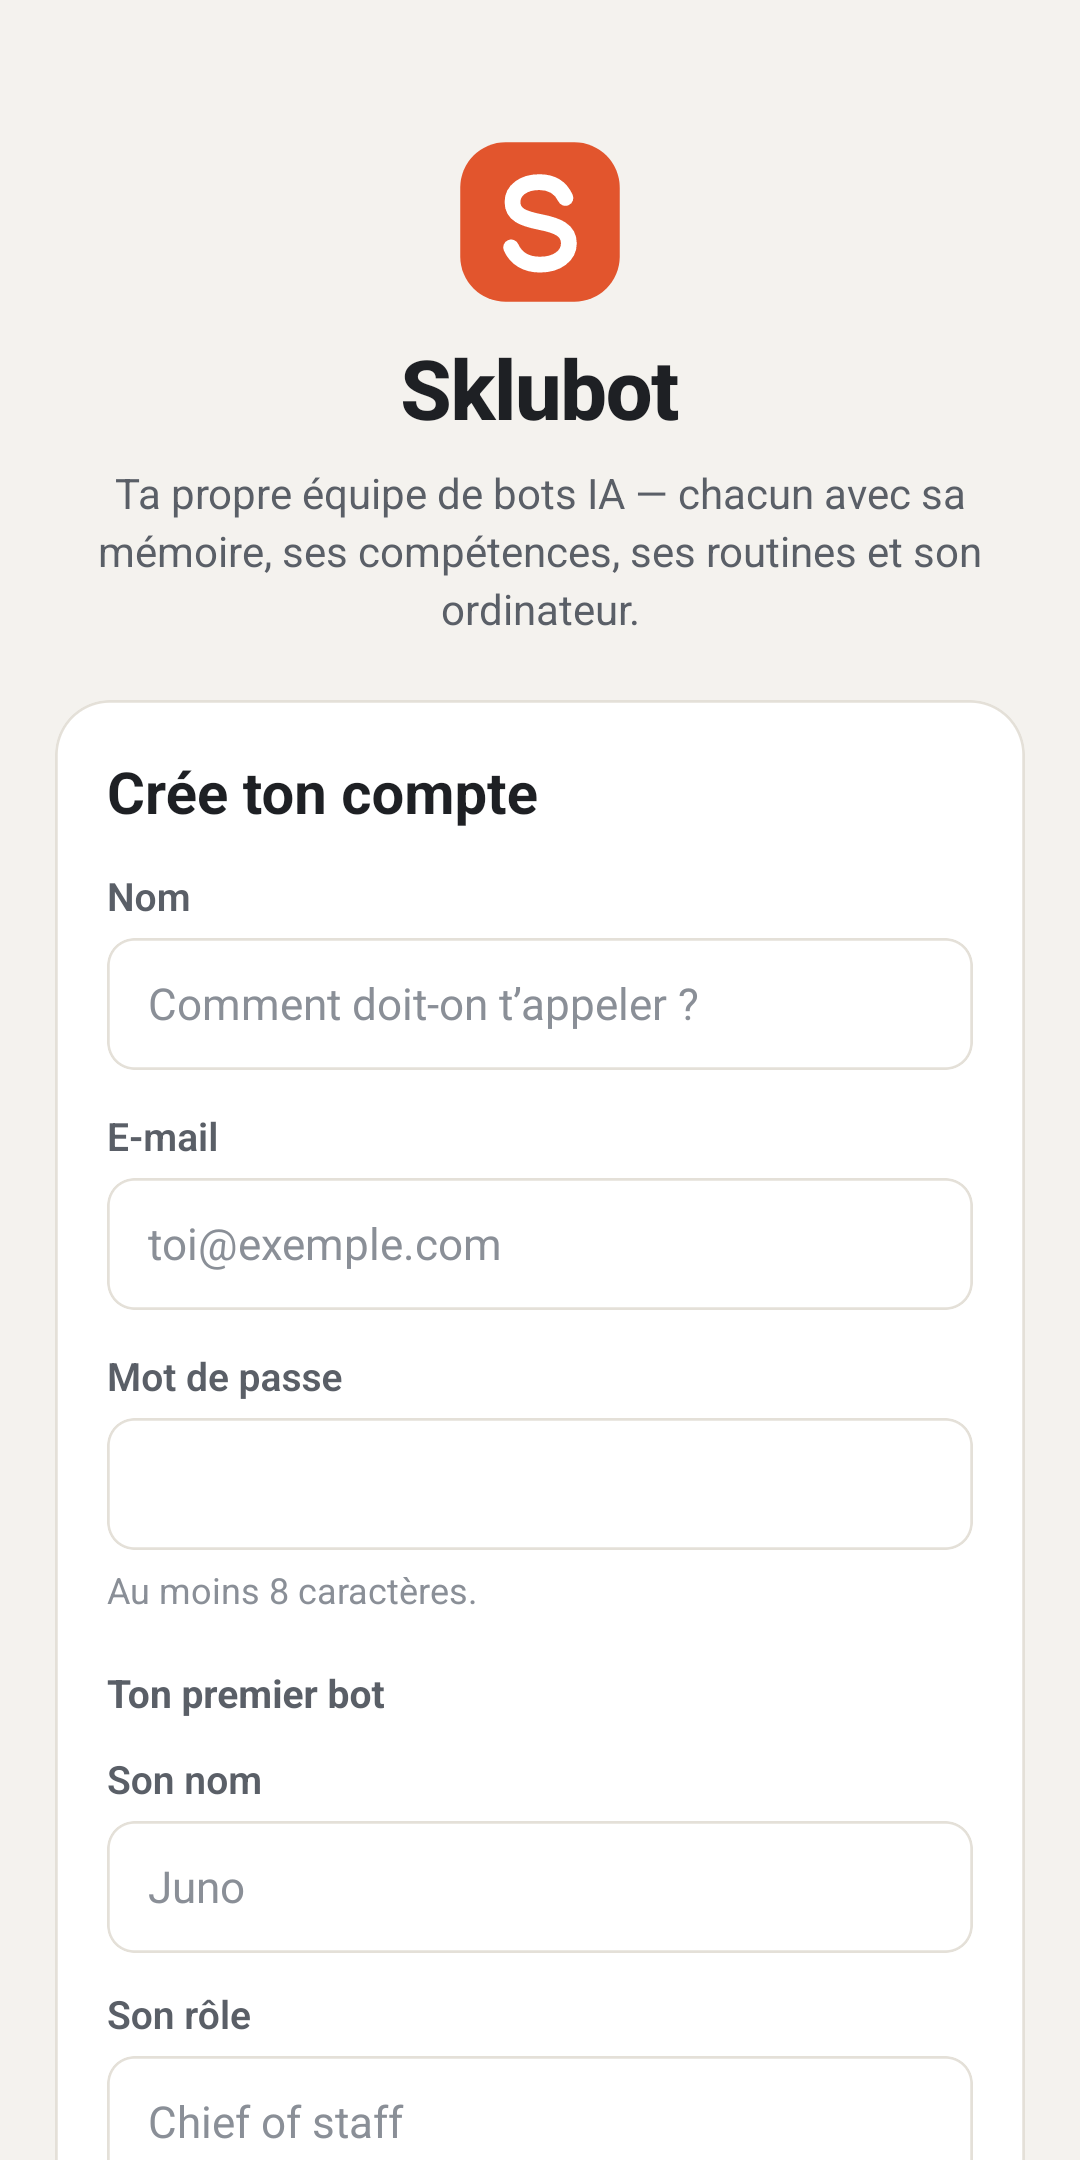 S
Sklubot
Ta propre équipe de bots IA — chacun avec sa
mémoire, ses compétences, ses routines et son
ordinateur.
Crée ton compte
Nom
Comment doit-on t’appeler ?
E-mail
toi@exemple.com
Mot de passe
Au moins 8 caractères.
Ton premier bot
Son nom
Juno
Son rôle
Chief of staff